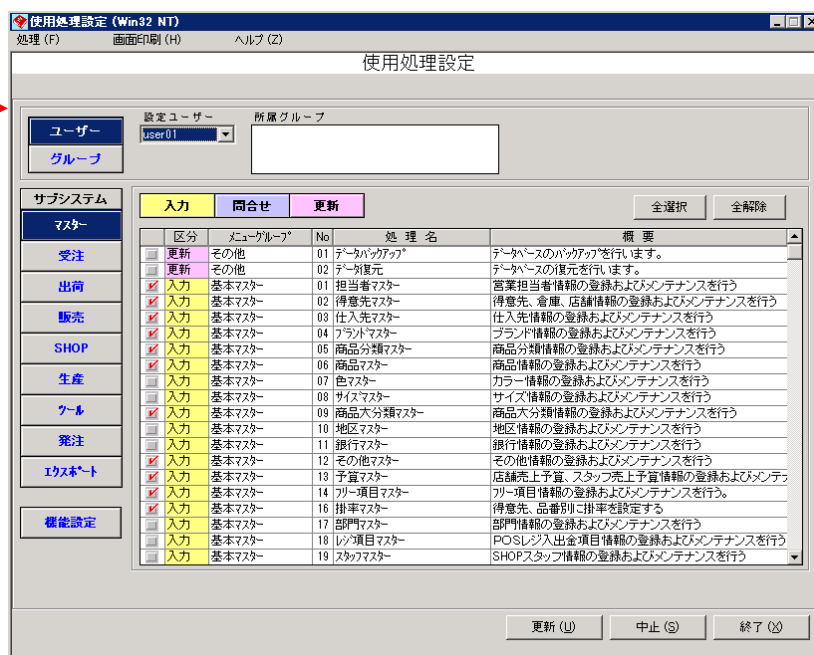 使用処理設定 (Win32 NT)
処理 (F) 画面印刷 (H) ヘルプ (Z)
使用処理設定
ユーザー
グループ
設定ユーザー 所属グループ
user01
サブシステム
マスター
受注
出荷
販売
SHOP
生産
ツール
発注
エクスポート
機能設定
入力 問合せ 更新 全選択 全解除
区分 メニューグループ No 処 理 名 概 要
更新 その他 01 データバックアップ データベースのバックアップを行います。
更新 その他 02 データ復元 データベースの復元を行います。
入力 基本マスター 01 担当者マスター 営業担当者情報の登録およびメンテナンスを行う
入力 基本マスター 02 得意先マスター 得意先、倉庫、店舗情報の登録およびメンテナンスを行う
入力 基本マスター 03 仕入先マスター 仕入先情報の登録およびメンテナンスを行う
入力 基本マスター 04 ブランドマスター ブランド情報の登録およびメンテナンスを行う
入力 基本マスター 05 商品分類マスター 商品分類情報の登録およびメンテナンスを行う
入力 基本マスター 06 商品マスター 商品情報の登録およびメンテナンスを行う
入力 基本マスター 07 色マスター カラー情報の登録およびメンテナンスを行う
入力 基本マスター 08 サイズマスター サイズ情報の登録およびメンテナンスを行う
入力 基本マスター 09 商品大分類マスター 商品大分類情報の登録およびメンテナンスを行う
入力 基本マスター 10 地区マスター 地区情報の登録およびメンテナンスを行う
入力 基本マスター 11 銀行マスター 銀行情報の登録およびメンテナンスを行う
入力 基本マスター 12 その他マスター その他情報の登録およびメンテナンスを行う
入力 基本マスター 13 予算マスター 店舗売上予算、スタッフ売上予算情報の登録およびメンテナ
入力 基本マスター 14 フリー項目マスター フリー項目情報の登録およびメンテナンスを行う。
入力 基本マスター 16 掛率マスター 得意先、品番別に掛率を設定する
入力 基本マスター 17 部門マスター 部門情報の登録およびメンテナンスを行う
入力 基本マスター 18 レジ項目マスター POSレジ入出金項目情報の登録およびメンテナンスを行う
入力 基本マスター 19 スタッフマスター SHOPスタッフ情報の登録およびメンテナンスを行う
更新 (U) 中止 (S) 終了 (X)